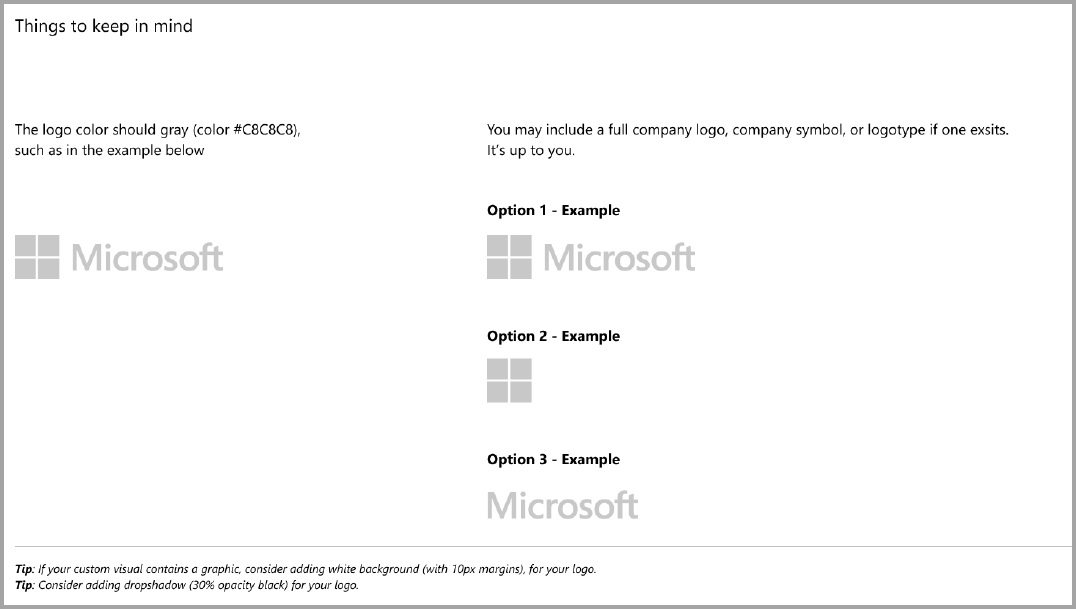 Things to keep in mind
The logo color should gray (color #C8C8C8),
such as in the example below
Microsoft
You may include a full company logo, company symbol, or logotype if one exsits.
It's up to you.
Option 1 - Example
Microsoft
Option 2 - Example
Option 3 - Example
Microsoft
Tip: If your custom visual contains a graphic, consider adding white background (with 10px margins), for your logo.
Tip: Consider adding dropshadow (30% opacity black) for your logo.